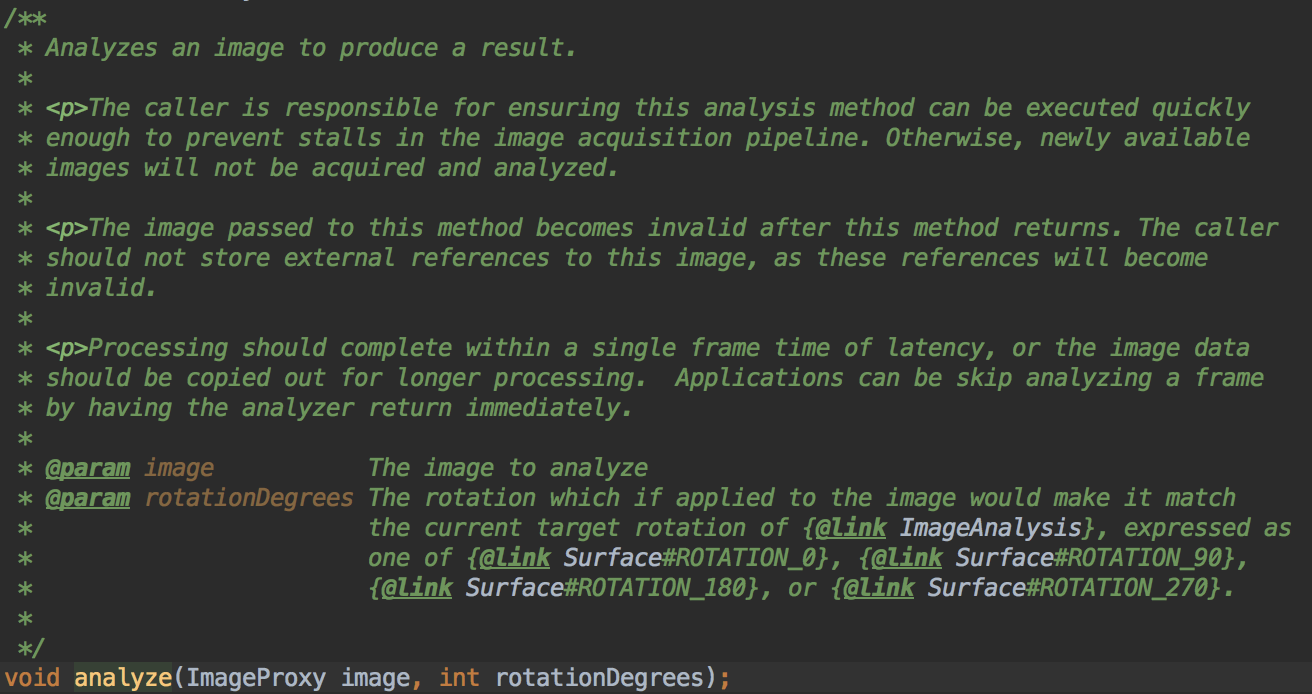 /**
* Analyzes an image to produce a result.
*
* <p>The caller is responsible for ensuring this analysis method can be executed quickly
* enough to prevent stalls in the image acquisition pipeline. Otherwise, newly available
* images will not be acquired and analyzed.
*
* <p>The image passed to this method becomes invalid after this method returns. The caller
* should not store external references to this image, as these references will become
* invalid.
*
* <p>Processing should complete within a single frame time of latency, or the image data
* should be copied out for longer processing.  Applications can be skip analyzing a frame
* by having the analyzer return immediately.
*
* @param image           The image to analyze
* @param rotationDegrees The rotation which if applied to the image would make it match
*                        the current target rotation of {@link ImageAnalysis}, expressed as
*                        one of {@link Surface#ROTATION_0}, {@link Surface#ROTATION_90},
*                        {@link Surface#ROTATION_180}, or {@link Surface#ROTATION_270}.
*
*/
void analyze(ImageProxy image, int rotationDegrees);